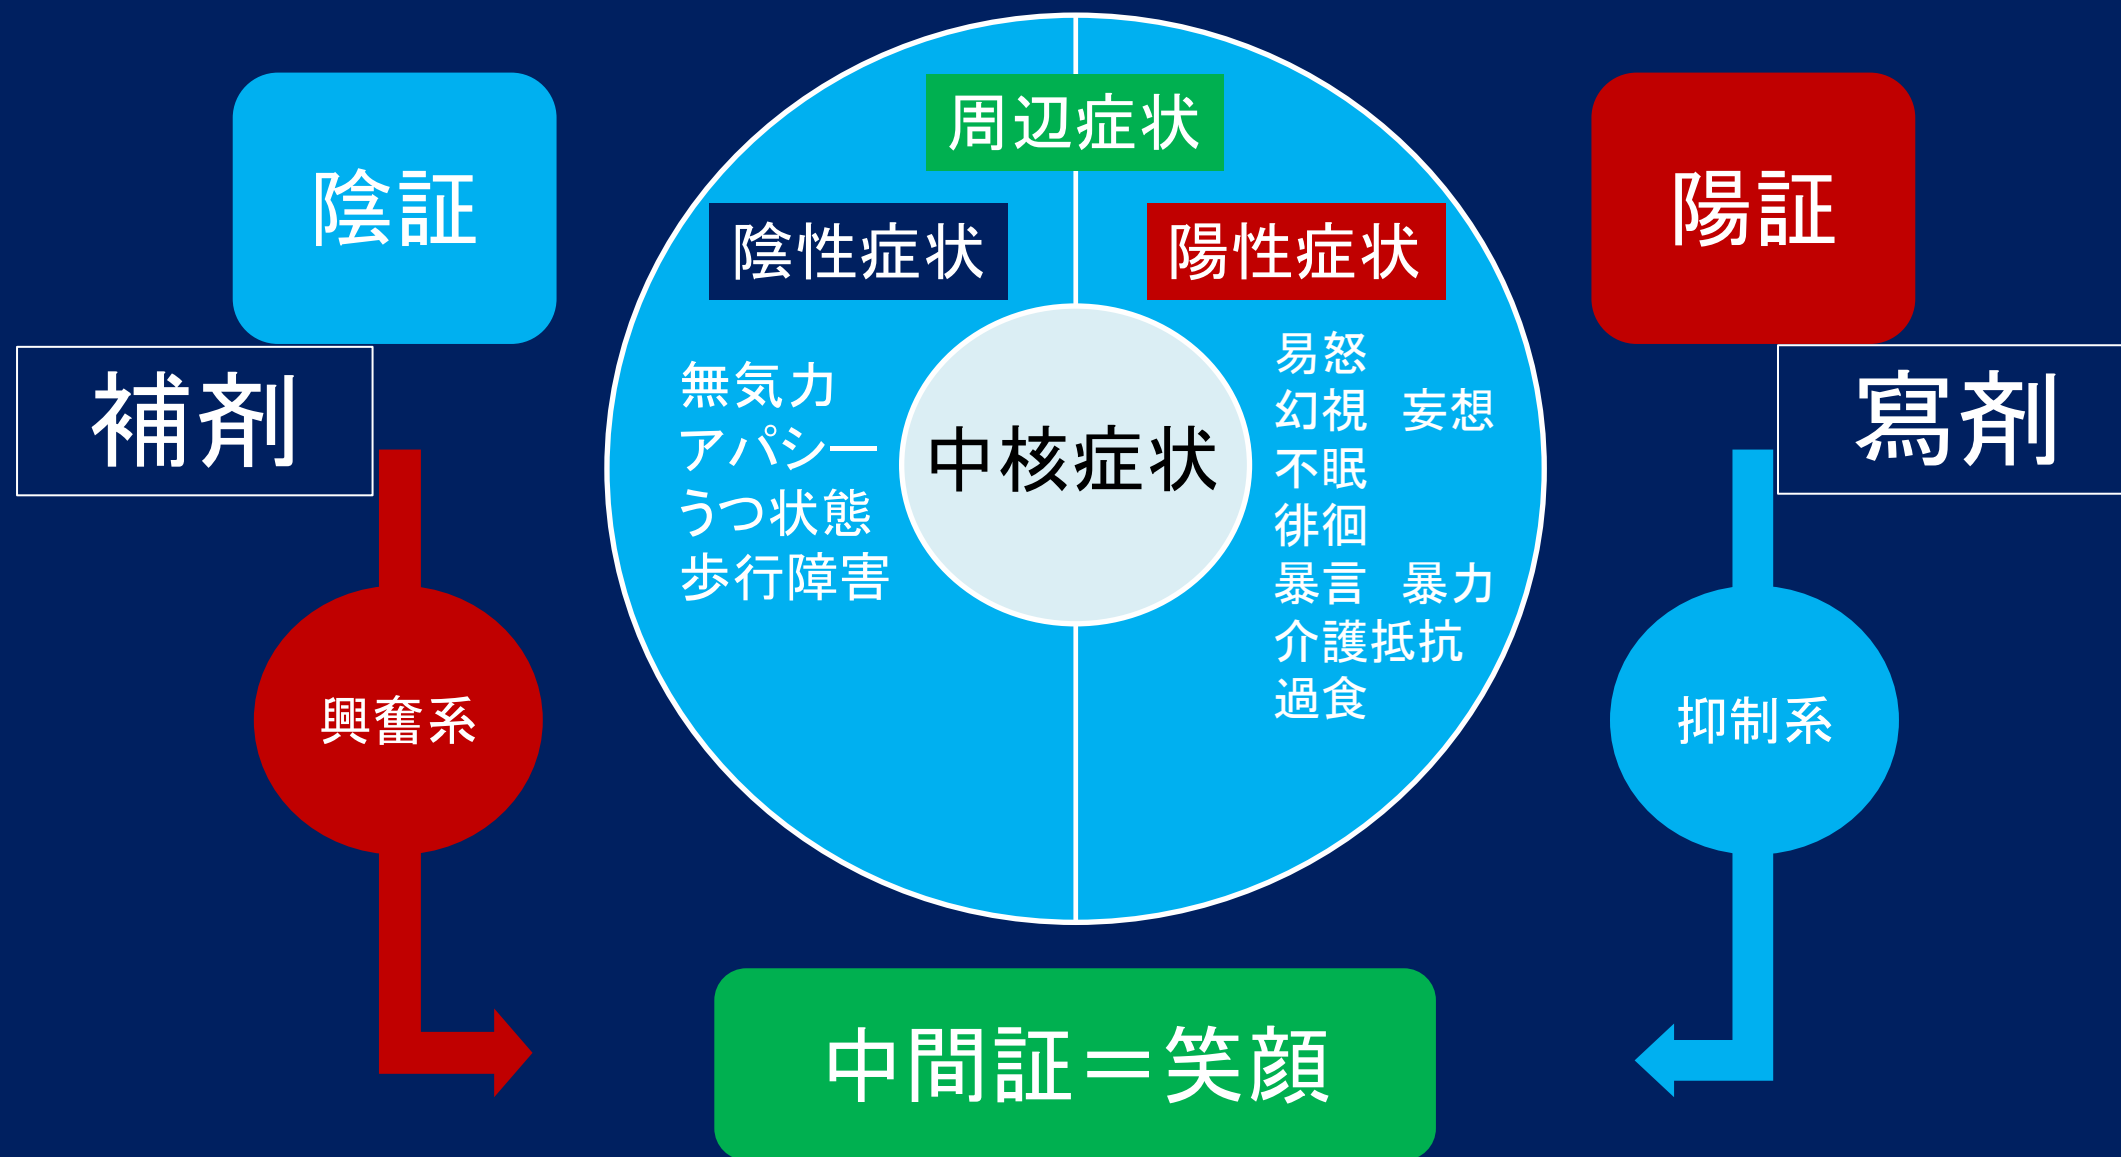 周辺症状
陰証
陽証
陰性症状
陽性症状
補剤
寫剤
無気力
アパシー
うつ状態
歩行障害
中核症状
易怒
幻視 妄想
不眠
徘徊
暴言 暴力
介護抵抗
過食
興奮系
抑制系
中間証＝笑顔